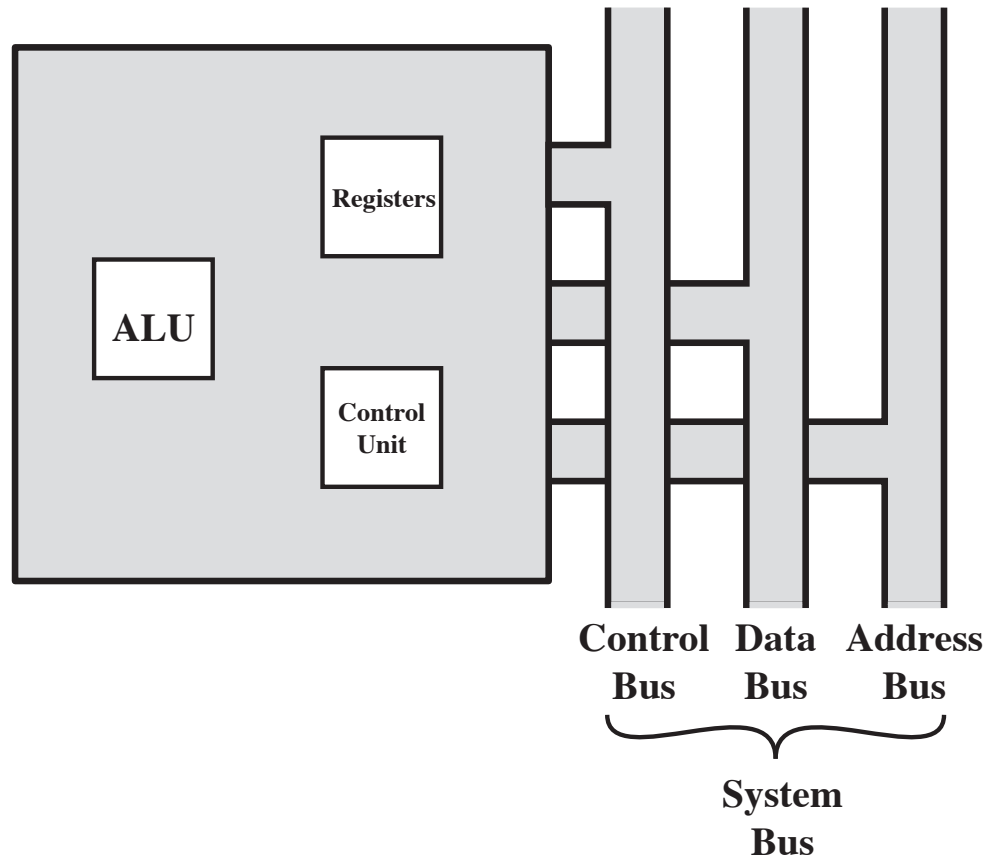 Registers
ALU
Control
Unit
Control Data Address
Bus Bus Bus
System
Bus